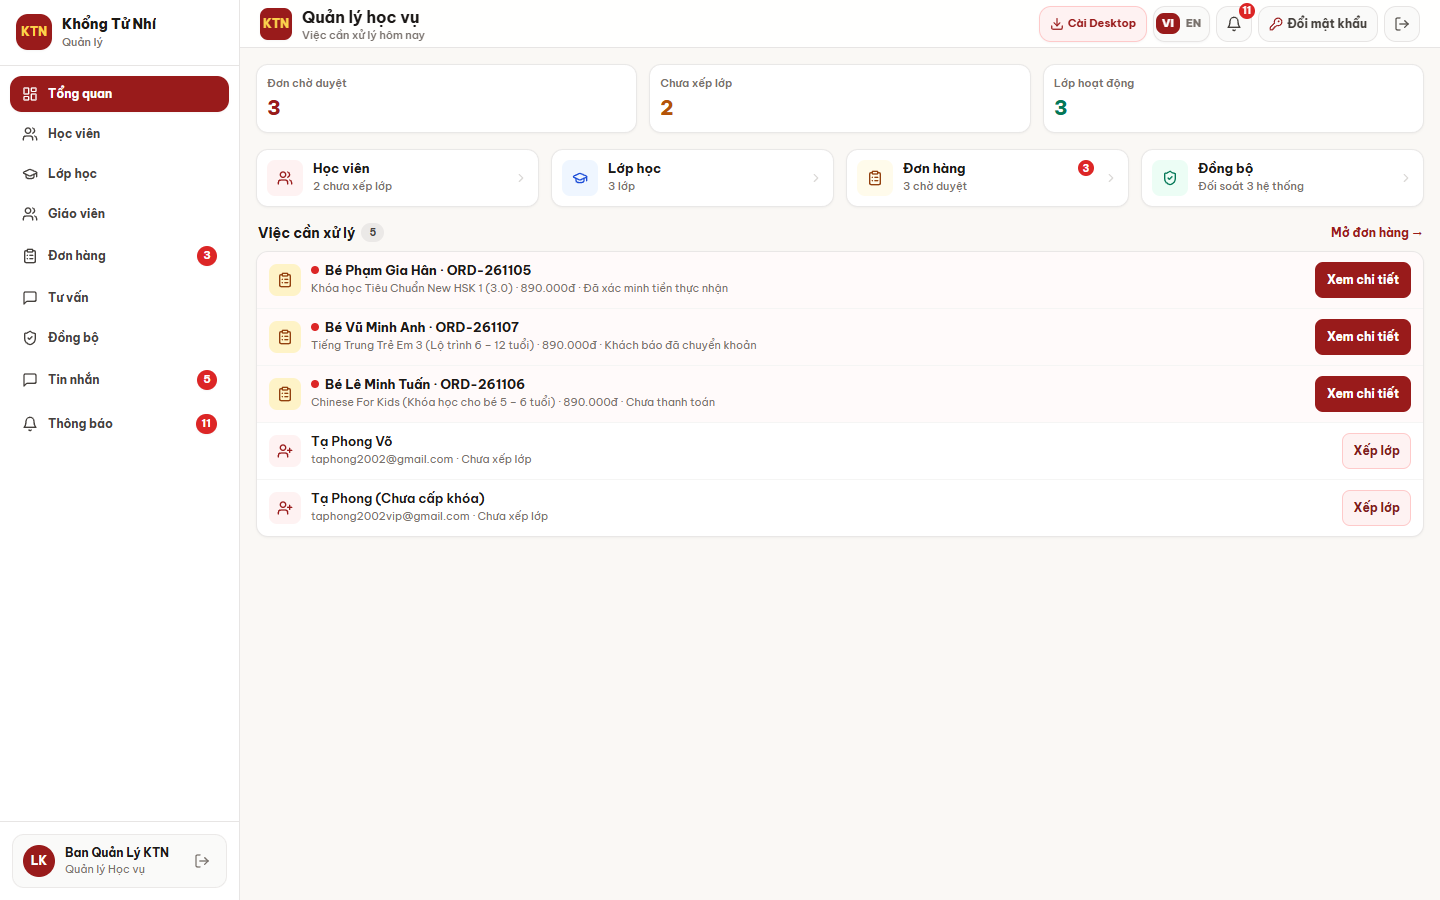 KTN
Khổng Tử Nhí
Quản lý
Tổng quan
Học viên
Lớp học
Giáo viên
Đơn hàng
3
Tư vấn
Đồng bộ
Tin nhắn
5
Thông báo
11
LK
Ban Quản Lý KTN
Quản lý Học vụ
KTN
Quản lý học vụ
Việc cần xử lý hôm nay
Cài Desktop
VI EN
11
Đổi mật khẩu
Đơn chờ duyệt
3
Chưa xếp lớp
2
Lớp hoạt động
3
Học viên
2 chưa xếp lớp
Lớp học
3 lớp
Đơn hàng
3 chờ duyệt
3
Đồng bộ
Đối soát 3 hệ thống
Việc cần xử lý 5
Mở đơn hàng →
Bé Phạm Gia Hân · ORD-261105
Khóa học Tiêu Chuẩn New HSK 1 (3.0) · 890.000đ · Đã xác minh tiền thực nhận
Xem chi tiết
Bé Vũ Minh Anh · ORD-261107
Tiếng Trung Trẻ Em 3 (Lộ trình 6 – 12 tuổi) · 890.000đ · Khách báo đã chuyển khoản
Xem chi tiết
Bé Lê Minh Tuấn · ORD-261106
Chinese For Kids (Khóa học cho bé 5 – 6 tuổi) · 890.000đ · Chưa thanh toán
Xem chi tiết
Tạ Phong Võ
taphong2002@gmail.com · Chưa xếp lớp
Xếp lớp
Tạ Phong (Chưa cấp khóa)
taphong2002vip@gmail.com · Chưa xếp lớp
Xếp lớp